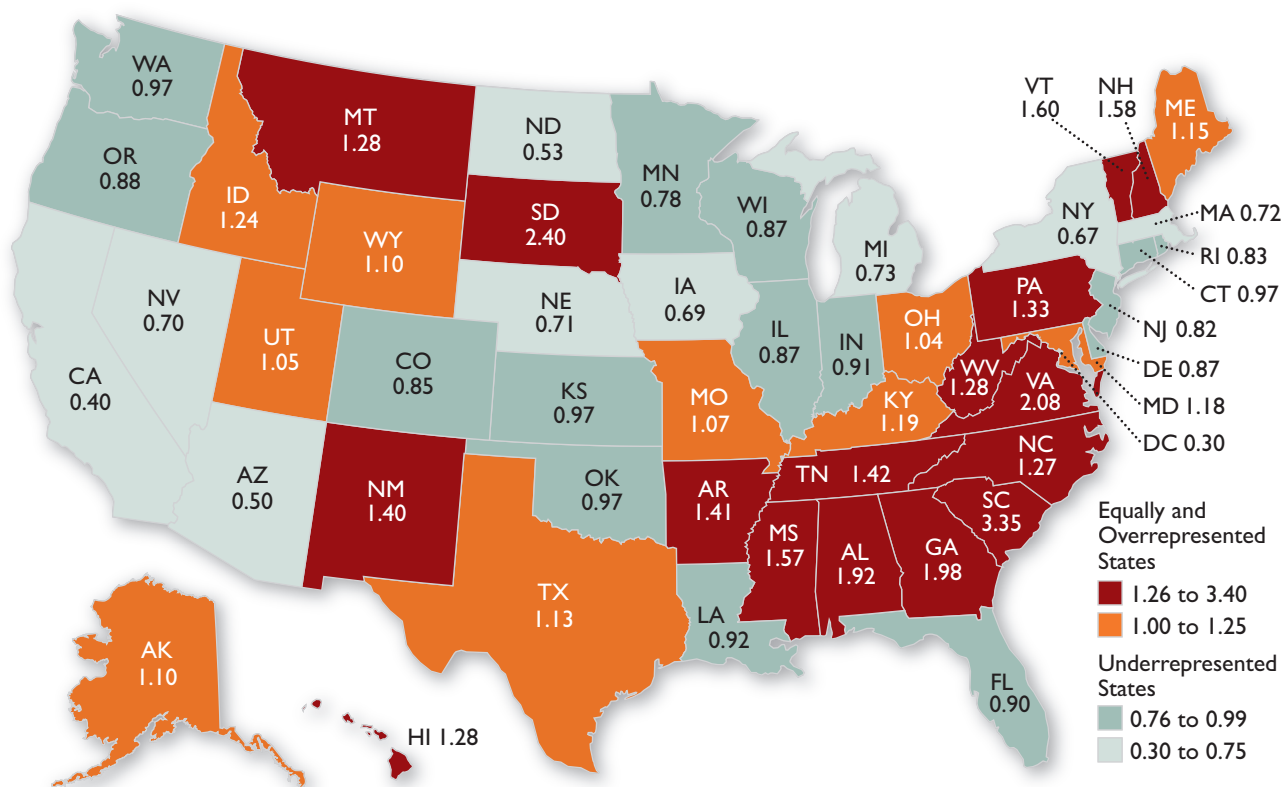 WA
0.97
OR
0.88
CA
0.40
NV
0.70
ID
1.24
MT
1.28
WY
1.10
UT
1.05
CO
0.85
AZ
0.50
NM
1.40
ND
0.53
SD
2.40
NE
0.71
KS
0.97
OK
0.97
TX
1.13
MN
0.78
IA
0.69
MO
1.07
AR
1.41
LA
0.92
WI
0.87
IL
0.87
MI
0.73
IN
0.91
OH
1.04
KY
1.19
TN 1.42
MS
1.57
AL
1.92
GA
1.98
FL
0.90
SC
3.35
NC
1.27
VA
2.08
WV
1.28
PA
1.33
NY
0.67
VT
1.60
NH
1.58
ME
1.15
MA 0.72
RI 0.83
CT 0.97
NJ 0.82
DE 0.87
MD 1.18
DC 0.30
AK
1.10
HI 1.28
Equally and
Overrepresented
States
1.26 to 3.40
1.00 to 1.25
Underrepresented
States
0.76 to 0.99
0.30 to 0.75